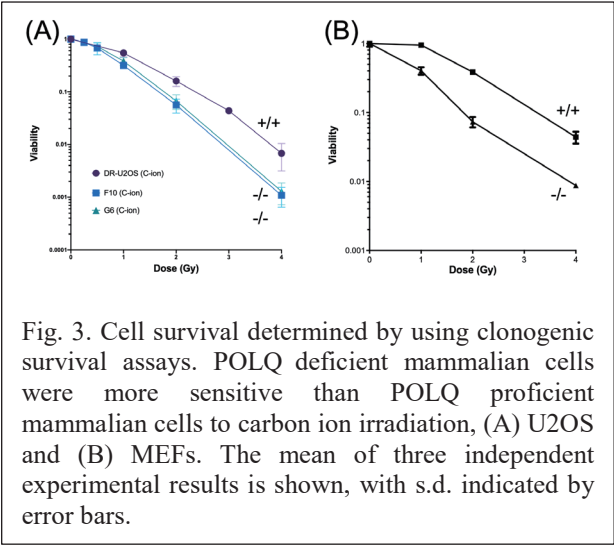 (A)
(B)
1
0.1
0.01
0.001
0.0001
Viability
DR-U2OS (C-ion)
F10 (C-ion)
G6 (C-ion)
+/+
-/-
-/-
0
1
2
3
4
Dose (Gy)
1
0.1
0.01
0.001
Viability
+/+
-/-
0
1
2
3
4
Dose (Gy)
Fig. 3. Cell survival determined by using clonogenic
survival assays. POLQ deficient mammalian cells
were more sensitive than POLQ proficient
mammalian cells to carbon ion irradiation, (A) U2OS
and (B) MEFs. The mean of three independent
experimental results is shown, with s.d. indicated by
error bars.